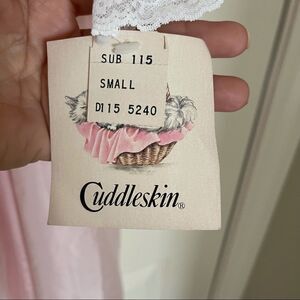 SUB 115
SMALL
D115 5240
Cuddleskin®